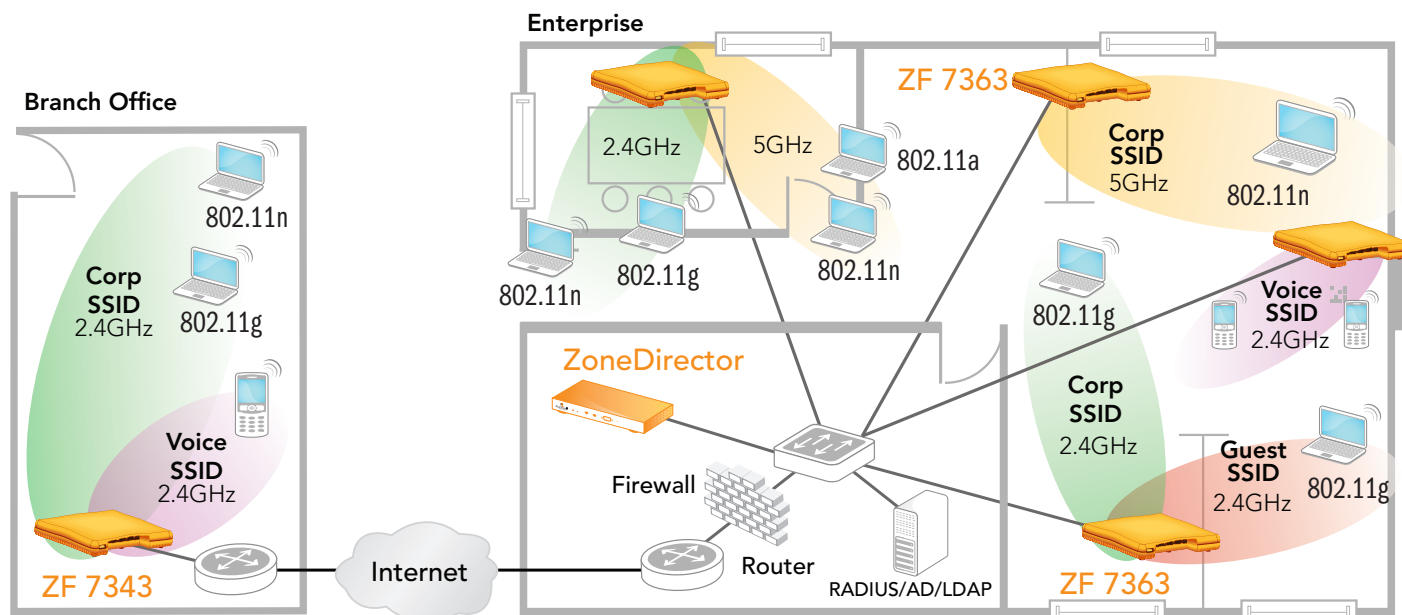 Enterprise
Branch Office
802.11n
Corp
SSID
2.4GHz
802.11g
Voice
SSID
2.4GHz
ZF 7343
Internet
2.4GHz
5GHz
802.11a
802.11n
802.11g
802.11n
ZF 7363
Corp
SSID
5GHz
802.11n
802.11g
Voice
SSID
2.4GHz
ZoneDirector
Corp
SSID
2.4GHz
Guest
SSID
2.4GHz
802.11g
Firewall
Router
RADIUS/AD/LDAP
ZF 7363